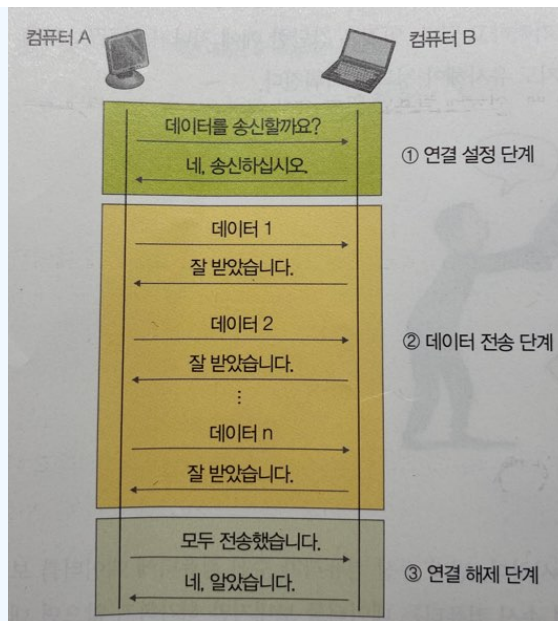 컴퓨터 A
컴퓨터 B
데이터를 송신할까요?
네, 송신하십시오.
① 연결 설정 단계
데이터 1
잘 받았습니다.
데이터 2
잘 받았습니다.
⋮
② 데이터 전송 단계
데이터 n
잘 받았습니다.
모두 전송했습니다.
네, 알았습니다.
③ 연결 해제 단계